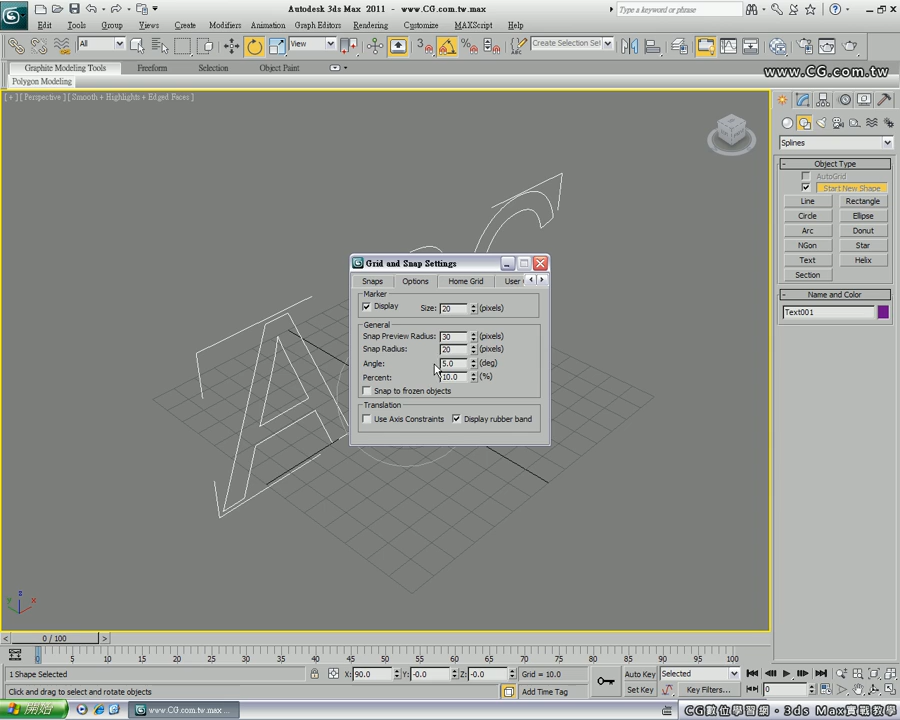 Autodesk 3ds Max 2011 - www.CG.com.tw.max
Type a keyword or phrase
Edit Tools Group Views Create Modifiers Animation Graph Editors Rendering Customize MAXScript Help
All
View
3
Create Selection Set
Graphite Modeling Tools Freeform Selection Object Paint
Polygon Modeling
www.CG.com.tw
[ + ] [ Perspective ] [ Smooth + Highlights + Edged Faces ]
Splines
Object Type
AutoGrid
Start New Shape
Line Rectangle
Circle Ellipse
Arc Donut
NGon Star
Text Helix
Section
Name and Color
Text001
Grid and Snap Settings
Snaps Options Home Grid User
Marker
Display Size: 20 (pixels)
General
Snap Preview Radius: 30 (pixels)
Snap Radius: 20 (pixels)
Angle: 5.0 (deg)
Percent: 10.0 (%)
Snap to frozen objects
Translation
Use Axis Constraints Display rubber band
z
x
0 / 100
0 5 10 15 20 25 30 35 40 45 50 55 60 65 70 75 80 85 90 95 100
1 Shape Selected X: 90.0 Y: -0.0 Z: -0.0 Grid = 10.0 Auto Key Selected
Click and drag to select and rotate objects Add Time Tag Set Key Key Filters... 0
開始 www.CG.com.tw.max ... CG數位學習網·3ds Max實戰教學